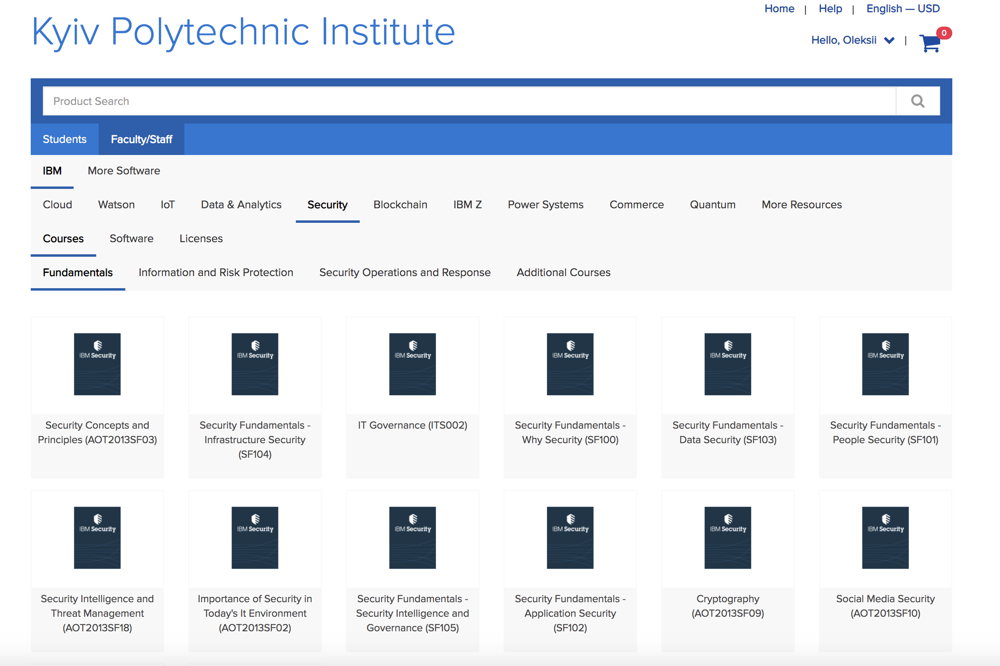 Home | Help | English — USD
Kyiv Polytechnic Institute
Hello, Oleksii | 0
Product Search
Students Faculty/Staff
IBM More Software
Cloud Watson IoT Data & Analytics Security Blockchain IBM Z Power Systems Commerce Quantum More Resources
Courses Software Licenses
Fundamentals Information and Risk Protection Security Operations and Response Additional Courses
IBM Security
Security Concepts and
Principles (AOT2013SF03)
IBM Security
Security Fundamentals -
Infrastructure Security
(SF104)
IBM Security
IT Governance (ITS002)
IBM Security
Security Fundamentals -
Why Security (SF100)
IBM Security
Security Fundamentals -
Data Security (SF103)
IBM Security
Security Fundamentals -
People Security (SF101)
IBM Security
Security Intelligence and
Threat Management
(AOT2013SF18)
IBM Security
Importance of Security in
Today's It Environment
(AOT2013SF02)
IBM Security
Security Fundamentals -
Security Intelligence and
Governance (SF105)
IBM Security
Security Fundamentals -
Application Security
(SF102)
IBM Security
Cryptography
(AOT2013SF09)
IBM Security
Social Media Security
(AOT2013SF10)